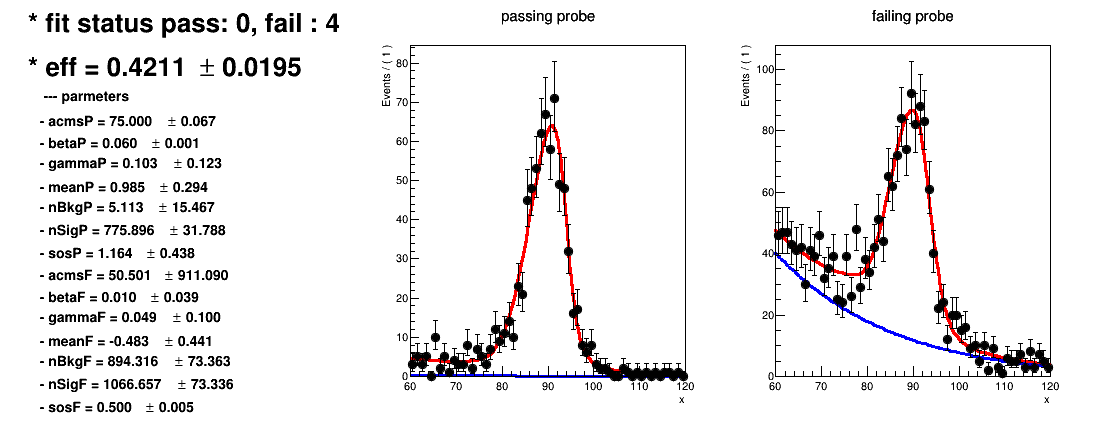 * fit status pass: 0, fail : 4
* eff = 0.4211 ± 0.0195
--- parmeters
- acmsP = 75.000 ± 0.067
- betaP = 0.060 ± 0.001
- gammaP = 0.103 ± 0.123
- meanP = 0.985 ± 0.294
- nBkgP = 5.113 ± 15.467
- nSigP = 775.896 ± 31.788
- sosP = 1.164 ± 0.438
- acmsF = 50.501 ± 911.090
- betaF = 0.010 ± 0.039
- gammaF = 0.049 ± 0.100
- meanF = -0.483 ± 0.441
- nBkgF = 894.316 ± 73.363
- nSigF = 1066.657 ± 73.336
- sosF = 0.500 ± 0.005
passing probe
Events / ( 1 )
80
70
60
50
40
30
20
10
0
60 70 80 90 100 110 120
x
failing probe
Events / ( 1 )
100
80
60
40
20
0
60 70 80 90 100 110 120
x